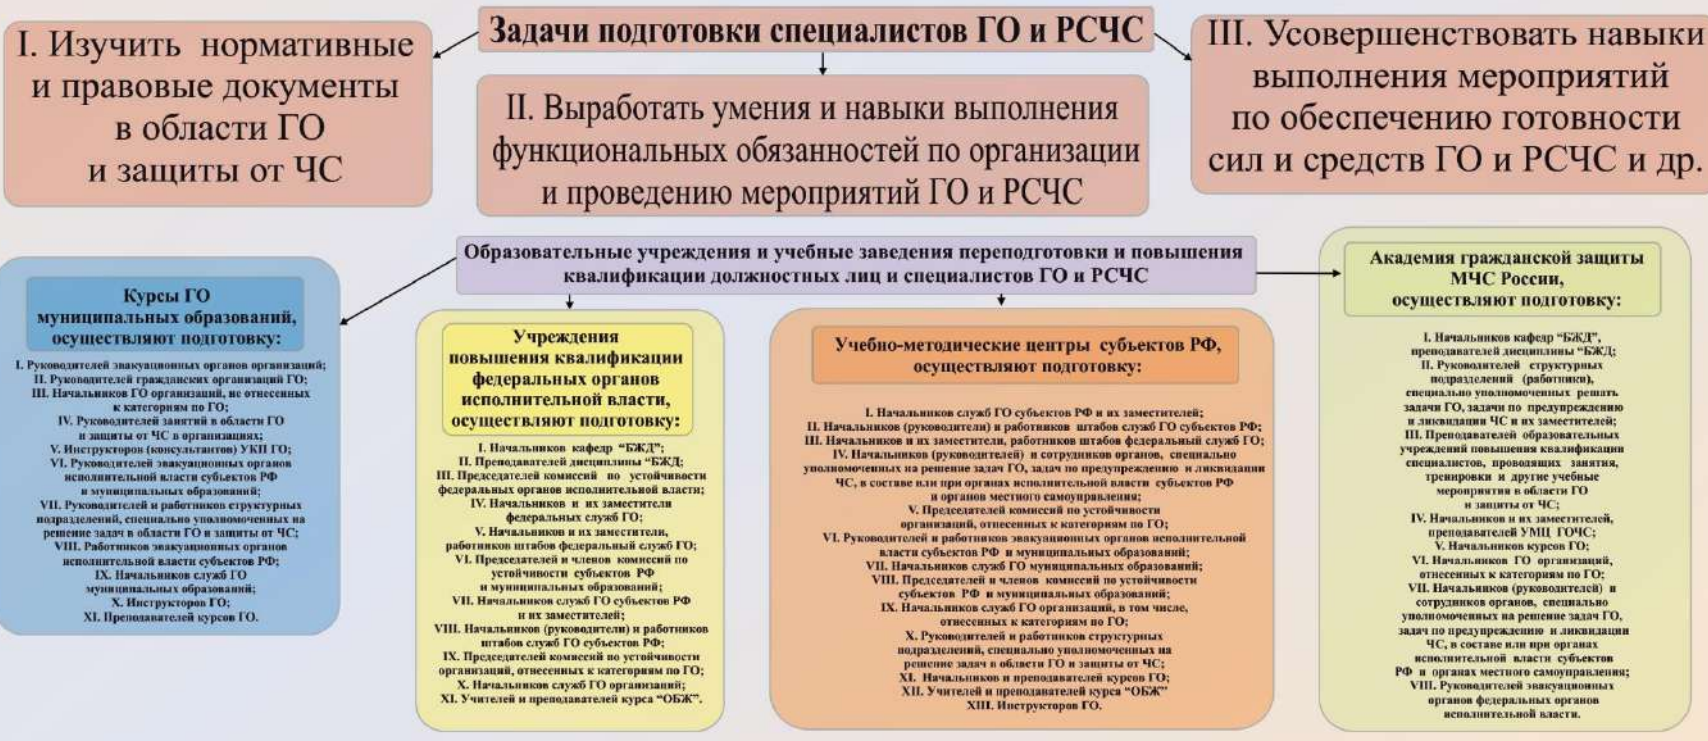 Задачи подготовки специалистов ГО и РСЧС
I. Изучить нормативные
и правовые документы
в области ГО
и защиты от ЧС
II. Выработать умения и навыки выполнения
функциональных обязанностей по организации
и проведению мероприятий ГО и РСЧС
III. Усовершенствовать навыки
выполнения мероприятий
по обеспечению готовности
сил и средств ГО и РСЧС и др.
Образовательные учреждения и учебные заведения переподготовки и повышения
квалификации должностных лиц и специалистов ГО и РСЧС
Курсы ГО
муниципальных образований,
осуществляют подготовку:
I. Руководителей эвакуационных органов организаций;
II. Руководителей гражданских организаций ГО;
III. Начальников ГО организаций, не отнесенных
к категориям по ГО;
IV. Руководителей занятий в области ГО
и защиты от ЧС в организациях;
V. Инструкторов (консультантов) УКП ГО;
VI. Руководителей эвакуационных органов
исполнительной власти субъектов РФ
и муниципальных образований;
VII. Руководителей и работников структурных
подразделений, специально уполномоченных на
решение задач в области ГО и защиты от ЧС;
VIII. Работников эвакуационных органов
исполнительной власти субъектов РФ;
IX. Начальников служб ГО
муниципальных образований;
X. Инструкторов ГО;
XI. Преподавателей курсов ГО.
Учреждения
повышения квалификации
федеральных органов
исполнительной власти,
осуществляют подготовку:
I. Начальников кафедр “БЖД”;
II. Преподавателей дисциплины “БЖД;
III. Председателей комиссий по устойчивости
федеральных органов исполнительной власти;
IV. Начальников и их заместители
федеральных служб ГО;
V. Начальников и их заместители,
работников штабов федеральный служб ГО;
VI. Председателей и членов комиссий по
устойчивости субъектов РФ
и муниципальных образований;
VII. Начальников служб ГО субъектов РФ
и их заместителей;
VIII. Начальников (руководители) и работников
штабов служб ГО субъектов РФ;
IX. Председателей комиссий по устойчивости
организаций, отнесенных к категориям по ГО;
X. Начальников служб ГО организаций;
XI. Учителей и преподавателей курса “ОБЖ”.
Учебно-методические центры субъектов РФ,
осуществляют подготовку:
I. Начальников служб ГО субъектов РФ и их заместителей;
II. Начальников (руководители) и работников штабов служб ГО субъектов РФ;
III. Начальников и их заместители, работников штабов федеральный служб ГО;
IV. Начальников (руководителей) и сотрудников органов, специально
уполномоченных на решение задач ГО, задач по предупреждению и ликвидации
ЧС, в составе или при органах исполнительной власти субъектов РФ
и органов местного самоуправления;
V. Председателей комиссий по устойчивости
организаций, отнесенных к категориям по ГО;
VI. Руководителей и работников эвакуационных органов исполнительной
власти субъектов РФ и муниципальных образований;
VII. Начальников служб ГО муниципальных образований;
VIII. Председателей и членов комиссий по устойчивости
субъектов РФ и муниципальных образований;
IX. Начальников служб ГО организаций, в том числе,
отнесенных к категориям по ГО;
X. Руководителей и работников структурных
подразделений, специально уполномоченных на
решение задач в области ГО и защиты от ЧС;
XI. Начальников и преподавателей курсов ГО;
XII. Учителей и преподавателей курса “ОБЖ”
XIII. Инструкторов ГО.
Академия гражданской защиты
МЧС России,
осуществляют подготовку:
I. Начальников кафедр “БЖД”,
преподавателей дисциплины “БЖД;
II. Руководителей структурных
подразделений (работники),
специально уполномоченных решать
задачи ГО, задачи по предупреждению
и ликвидации ЧС и их заместителей;
III. Преподавателей образовательных
учреждений повышения квалификации
специалистов, проводящих занятия,
тренировки и другие учебные
мероприятия в области ГО
и защиты от ЧС;
IV. Начальников и их заместителей,
преподавателей УМЦ ГОЧС;
V. Начальников курсов ГО;
VI. Начальников ГО организаций,
отнесенных к категориям по ГО;
VII. Начальников (руководителей) и
сотрудников органов, специально
уполномоченных на решение задач ГО,
задач по предупреждению и ликвидации
ЧС, в составе или при органах
исполнительной власти субъектов
РФ и органах местного самоуправления;
VIII. Руководителей эвакуационных
органов федеральных органов
исполнительной власти.